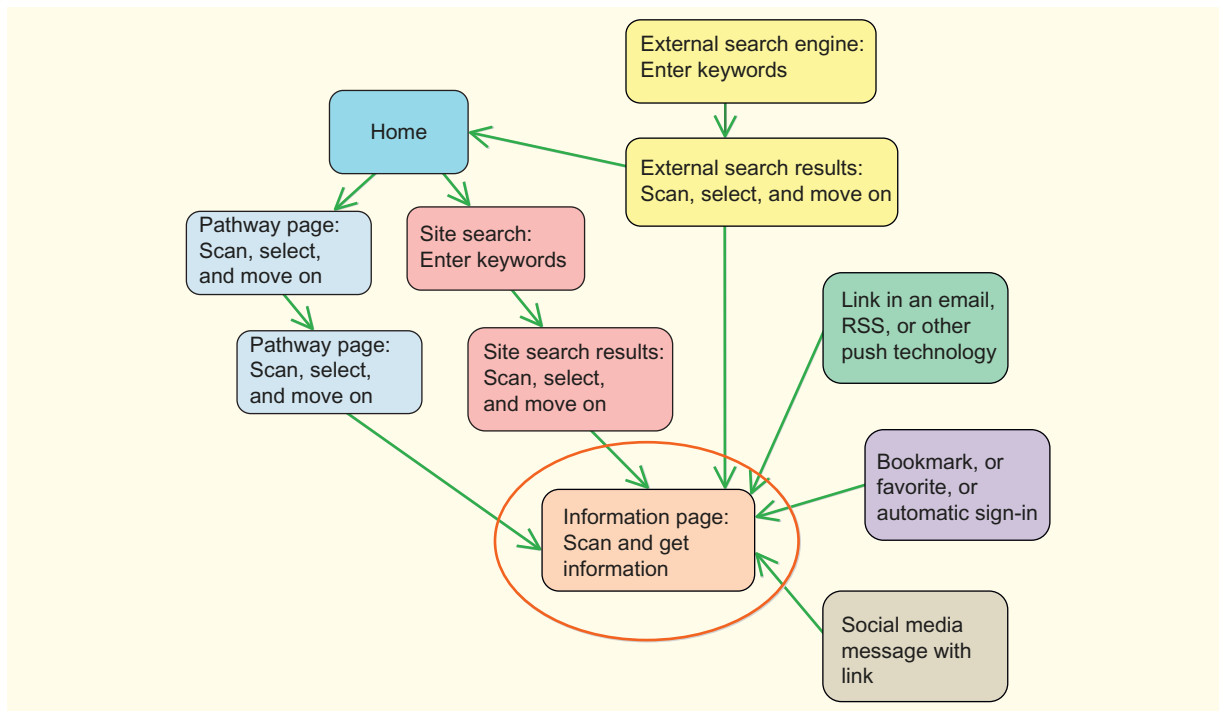 External search engine:
Enter keywords
Home
External search results:
Scan, select, and move on
Pathway page:
Scan, select,
and move on
Site search:
Enter keywords
Link in an email,
RSS, or other
push technology
Pathway page:
Scan, select,
and move on
Site search results:
Scan, select,
and move on
Bookmark, or
favorite, or
automatic sign-in
Information page:
Scan and get
information
Social media
message with
link